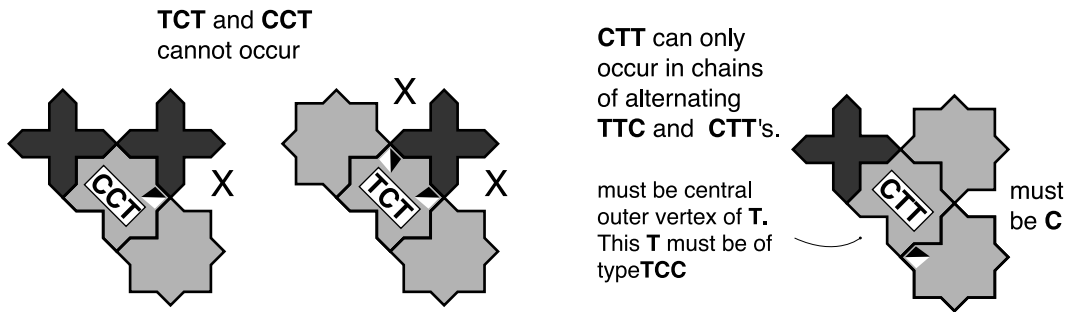 TCT and CCT
cannot occur
X
X
X
CCT
TCT
CTT can only
occur in chains
of alternating
TTC and CTT's.
must be central
outer vertex of T.
This T must be of
typeTCC
CTT
must
be C